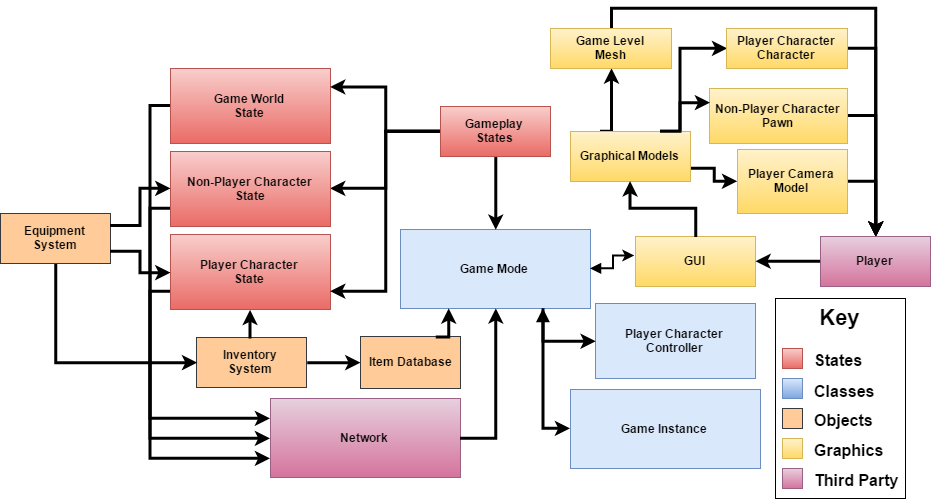 Game Level
Mesh
Player Character
Character
Game World
State
Gameplay
States
Non-Player Character
Pawn
Graphical Models
Non-Player Character
State
Player Camera
Model
Equipment
System
Player Character
State
Game Mode
GUI
Player
Key
Player Character
Controller
Inventory
System
Item Database
States
Classes
Objects
Network
Game Instance
Graphics
Third Party